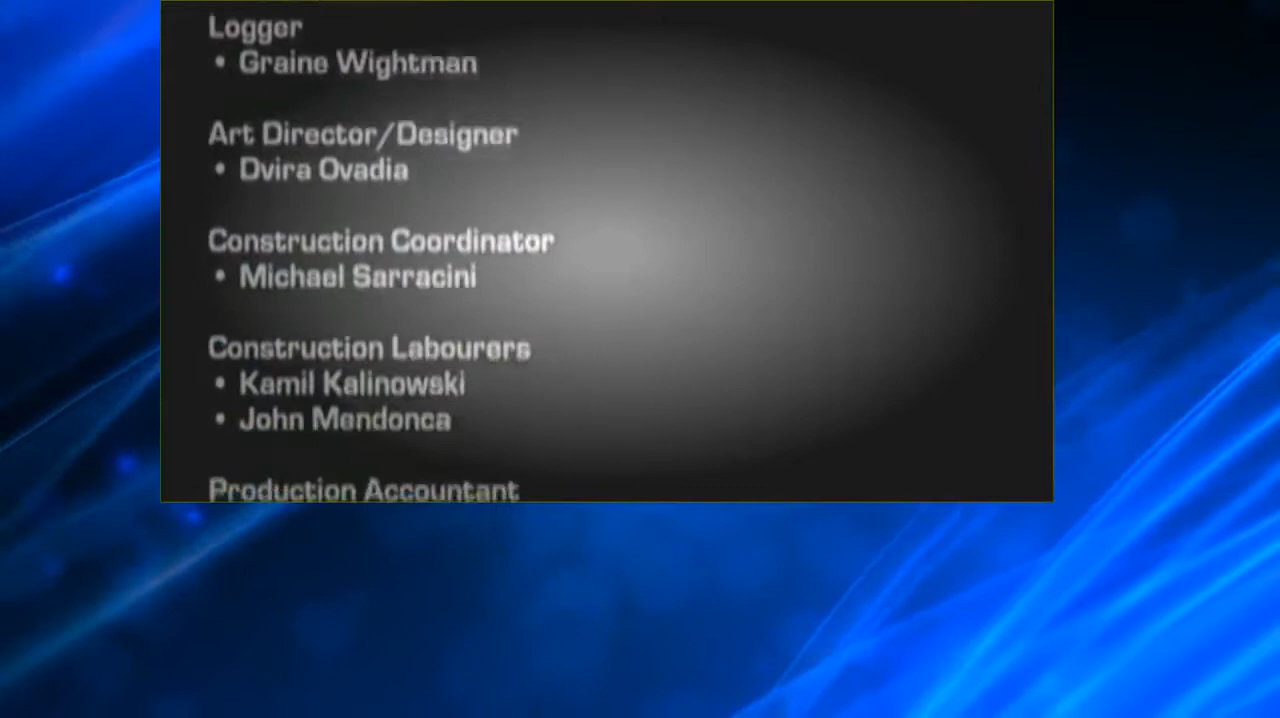 Logger
• Graine Wightman
Art Director/Designer
• Dvira Ovadia
Construction Coordinator
• Michael Sarracini
Construction Labourers
• Kamil Kalinowski
• John Mendonca
Production Accountant